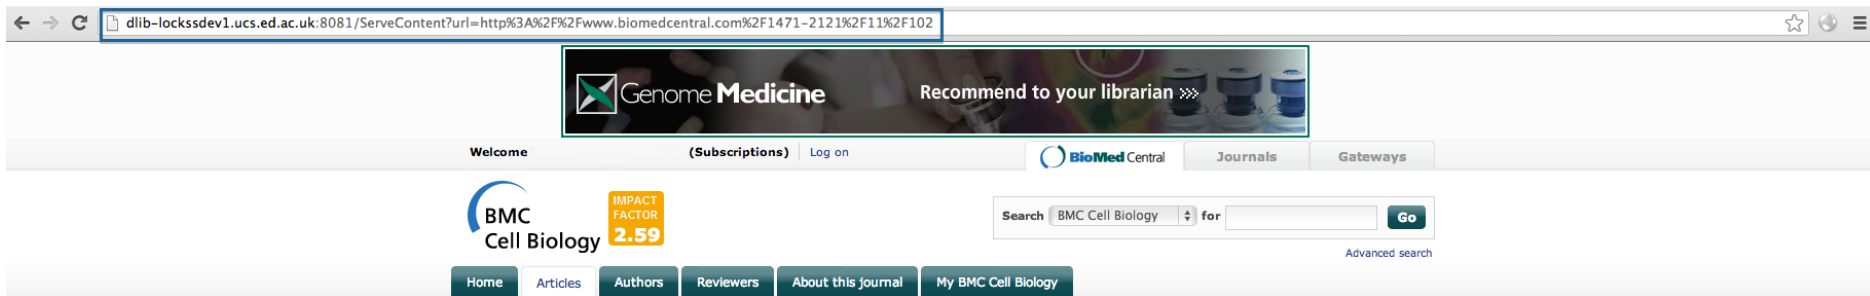 dlib-lockssdev1.ucs.ed.ac.uk:8081/ServeContent?url=http%3A%2F%2Fwww.biomedcentral.com%2F1471-2121%2F11%2F102
Genome Medicine Recommend to your librarian >>>
Welcome (Subscriptions) Log on BioMed Central Journals Gateways
BMC
Cell Biology
IMPACT
FACTOR
2.59
Search BMC Cell Biology for Go
Advanced search
Home Articles Authors Reviewers About this journal My BMC Cell Biology